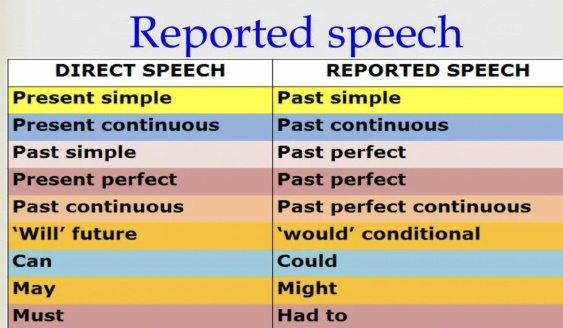 Reported speech
DIRECT SPEECH REPORTED SPEECH
Present simple Past simple
Present continuous Past continuous
Past simple Past perfect
Present perfect Past perfect
Past continuous Past perfect continuous
‘Will’ future ‘would’ conditional
Can Could
May Might
Must Had to